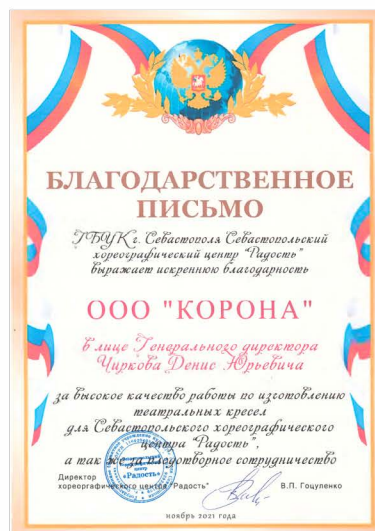 БЛАГОДАРСТВЕННОЕ
ПИСЬМО
ГБУК г. Севастополя Севастопольский
хореографический центр "Радость"
выражает искреннюю благодарность
ООО "КОРОНА"
в лице Генерального директора
Чиркова Денис Юрьевича
за высокое качество работы по изготовлению
театральных кресел
для Севастопольского хореографического
центра "Радость",
а так же за плодотворное сотрудничество
Директор
хореографического центра "Радость"
В.П. Гоцуленко
«Радость»
ноябрь 2021 года